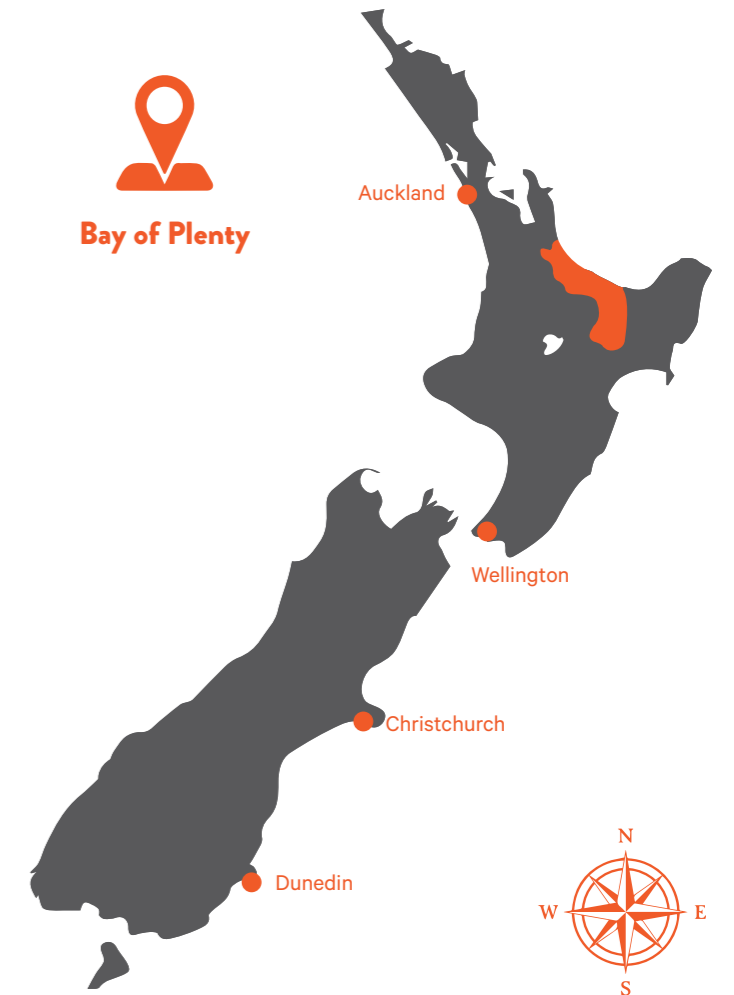 Bay of Plenty
Auckland
Wellington
Christchurch
Dunedin
N
W
E
S